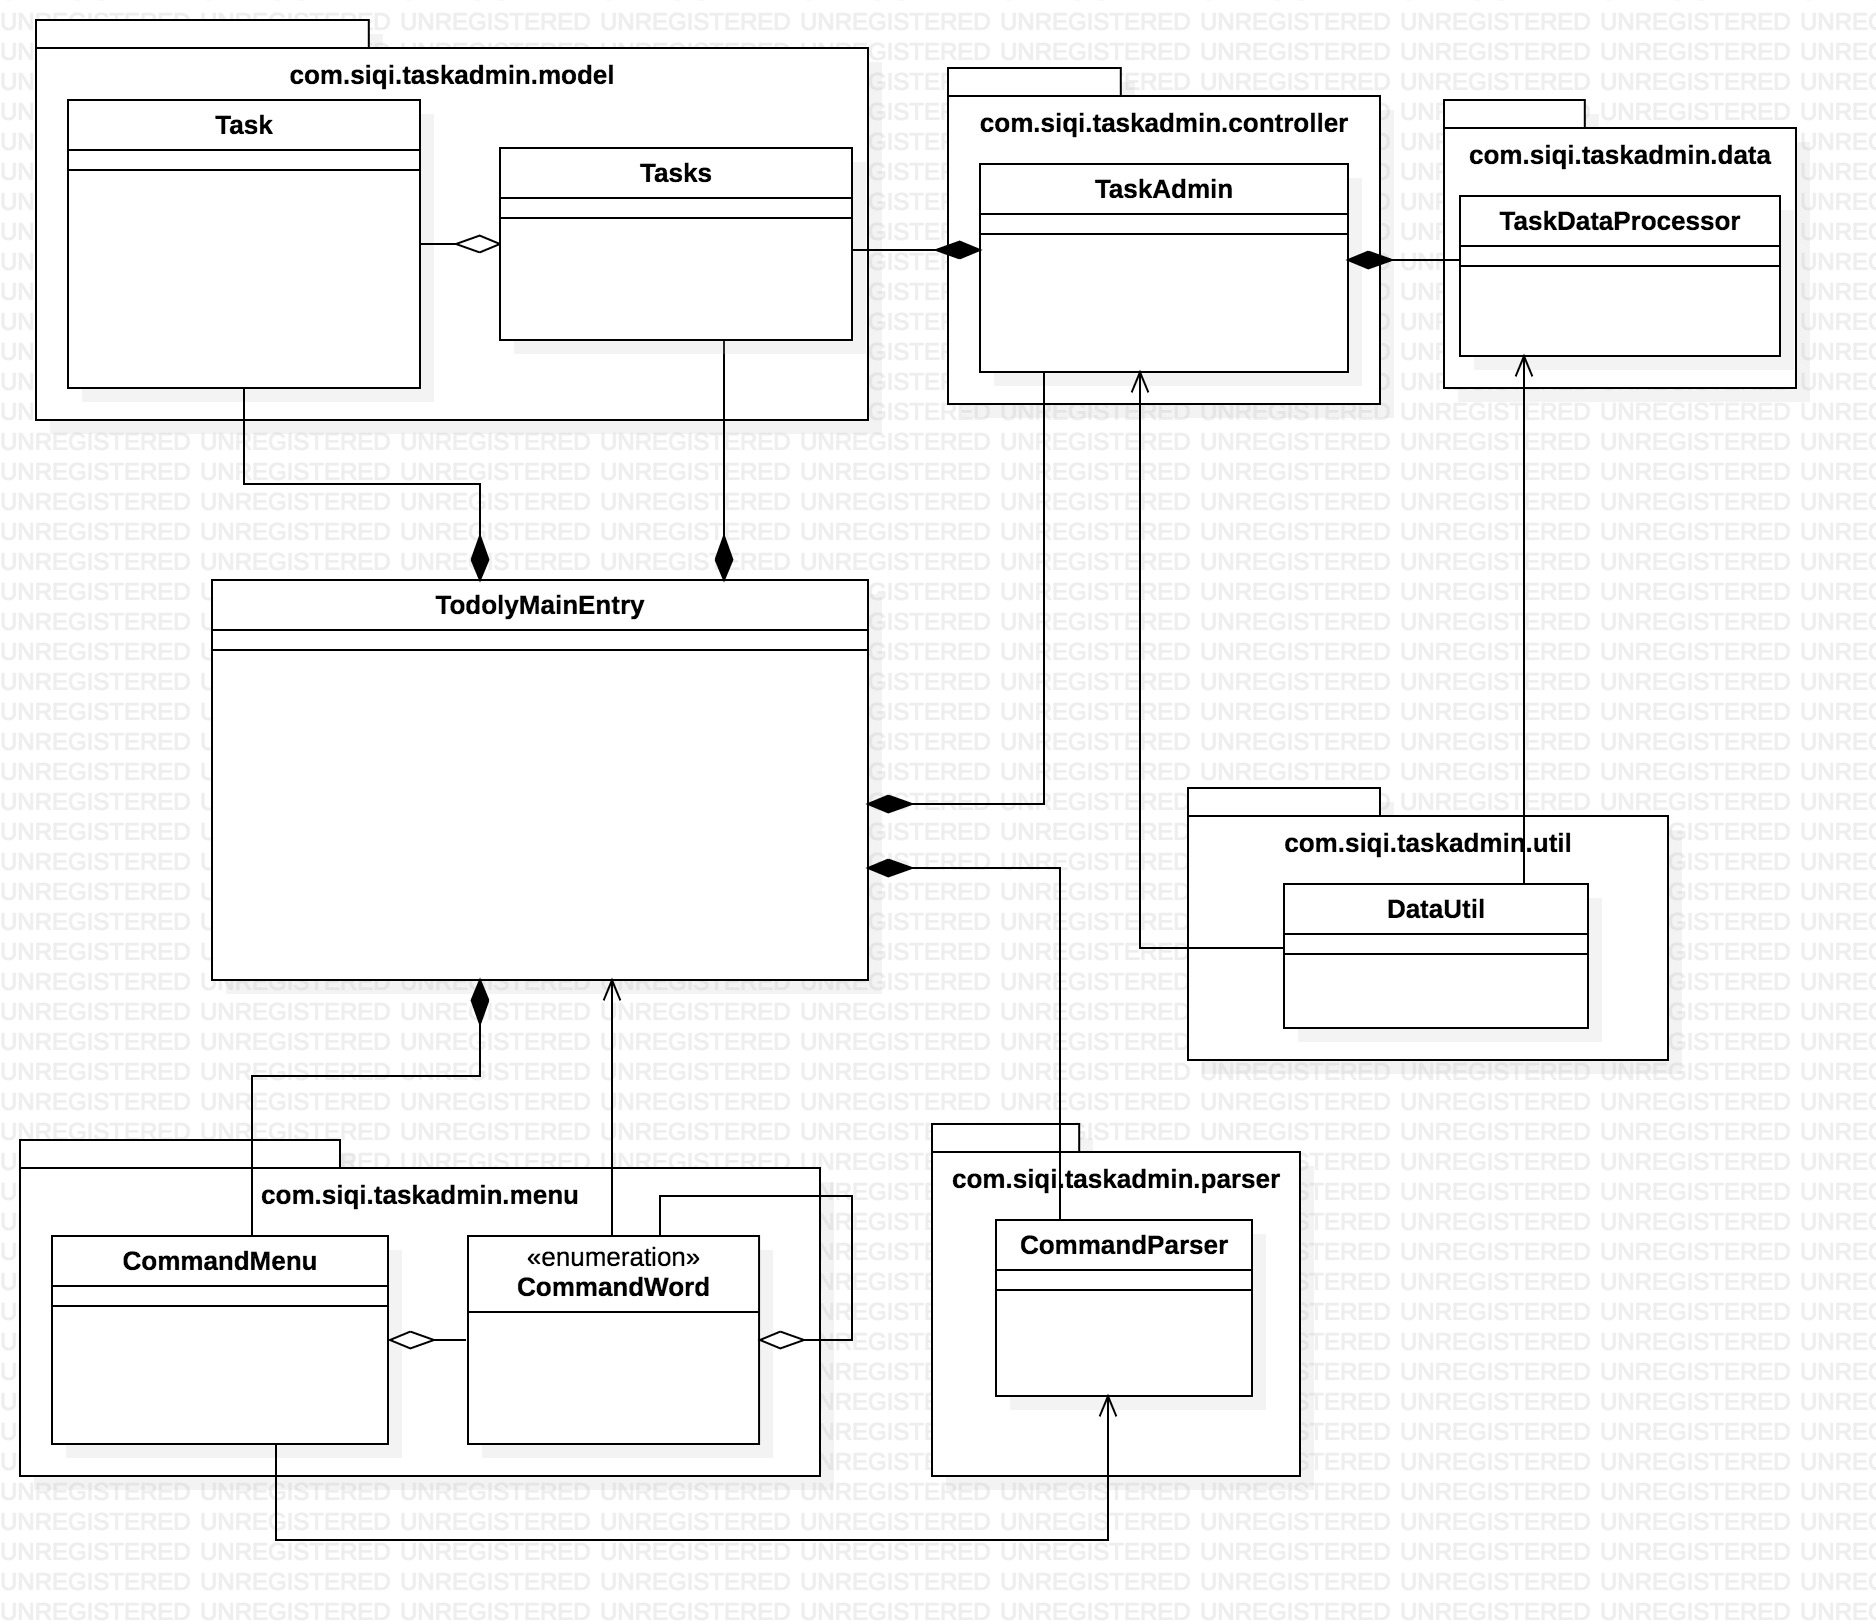 com.siqi.taskadmin.model
Task
Tasks
com.siqi.taskadmin.controller
TaskAdmin
com.siqi.taskadmin.data
TaskDataProcessor
TodolyMainEntry
com.siqi.taskadmin.util
DataUtil
com.siqi.taskadmin.menu
CommandMenu
«enumeration»
CommandWord
com.siqi.taskadmin.parser
CommandParser
UNREGISTERED UNREGISTERED UNREGISTERED UNREGISTERED UNREGISTERED UNREGISTERED UNREGISTERED UNREGISTERED UNREGISTERED